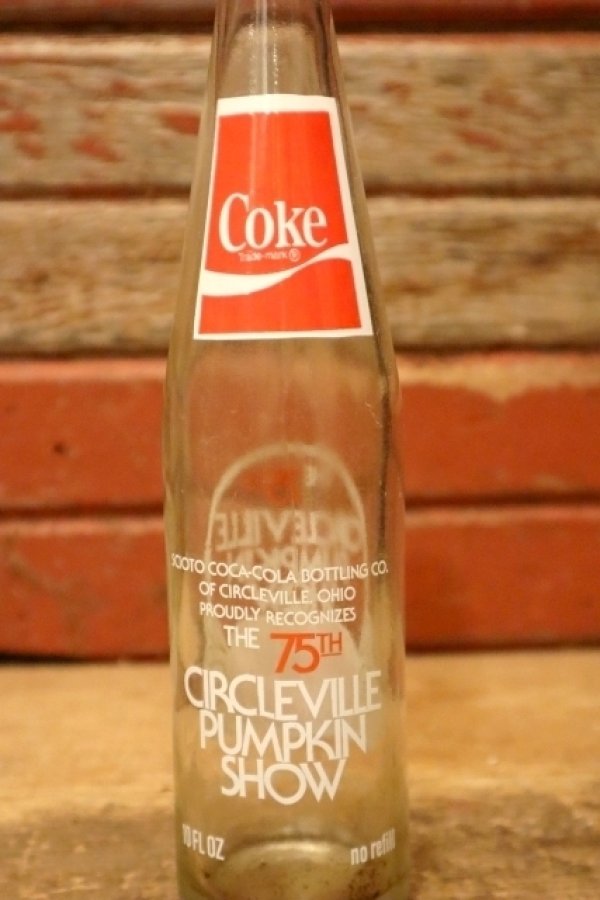 Coke
Trade-mark ®
SCIOTO COCA-COLA BOTTLING CO.
OF CIRCLEVILLE, OHIO
PROUDLY RECOGNIZES
THE 75TH
CIRCLEVILLE
PUMPKIN
SHOW
10 FL OZ
no refill